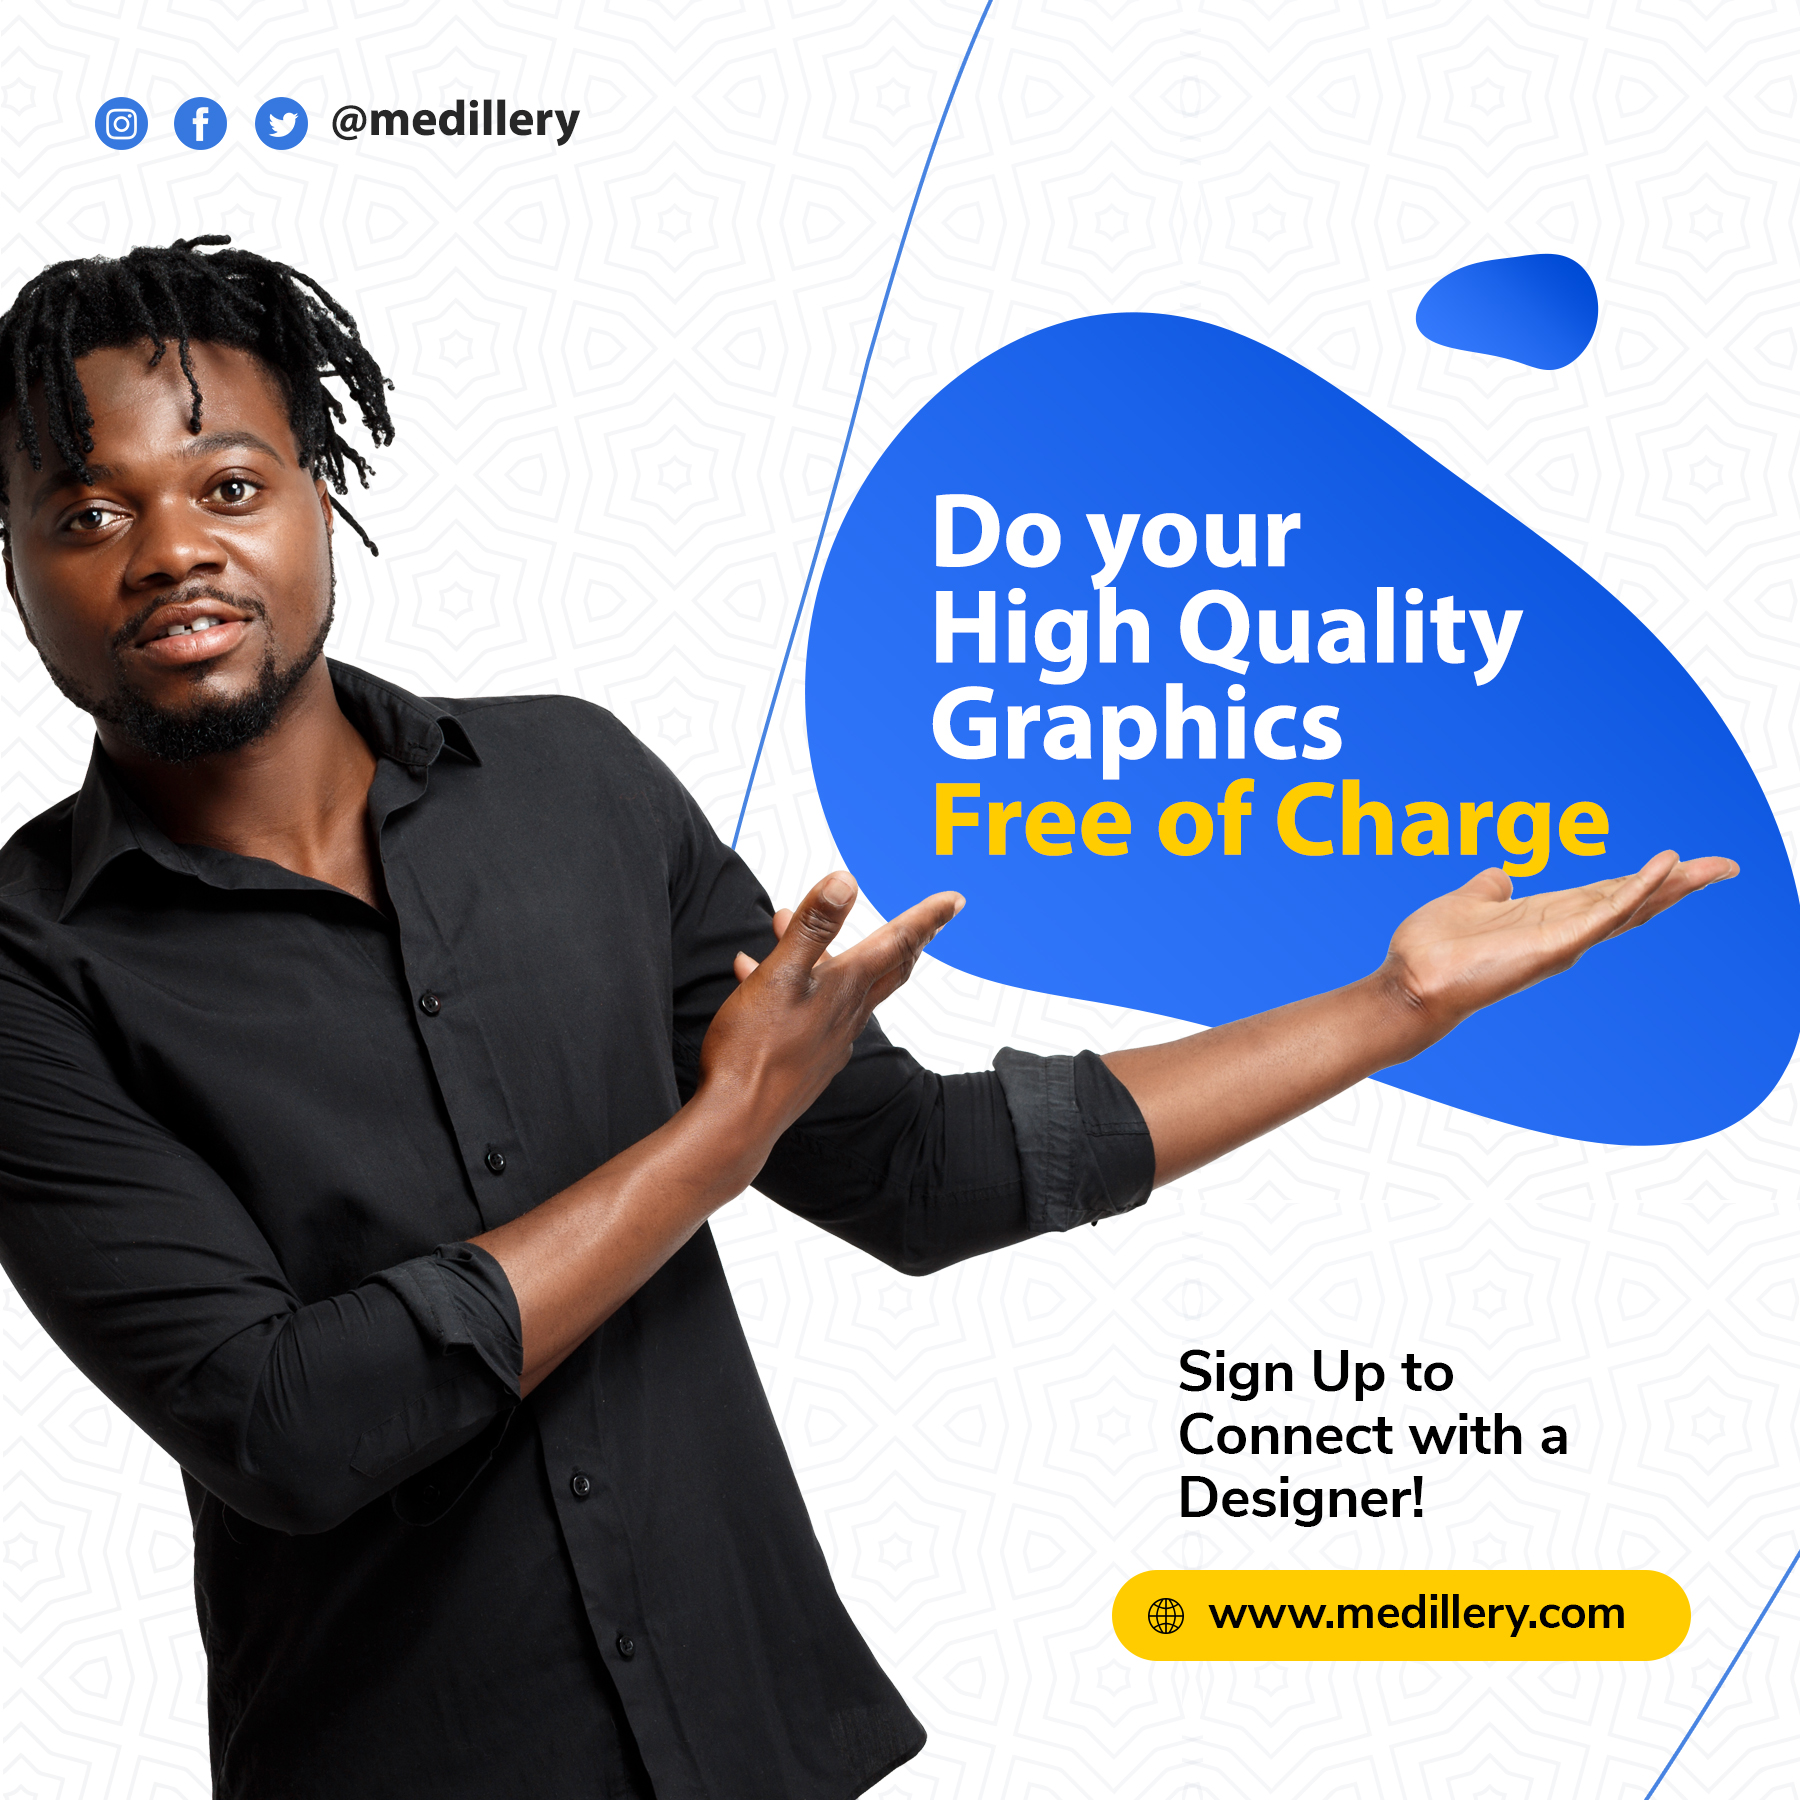 @medillery
Do your
High Quality
Graphics
Free of Charge
Sign Up to
Connect with a
Designer!
www.medillery.com